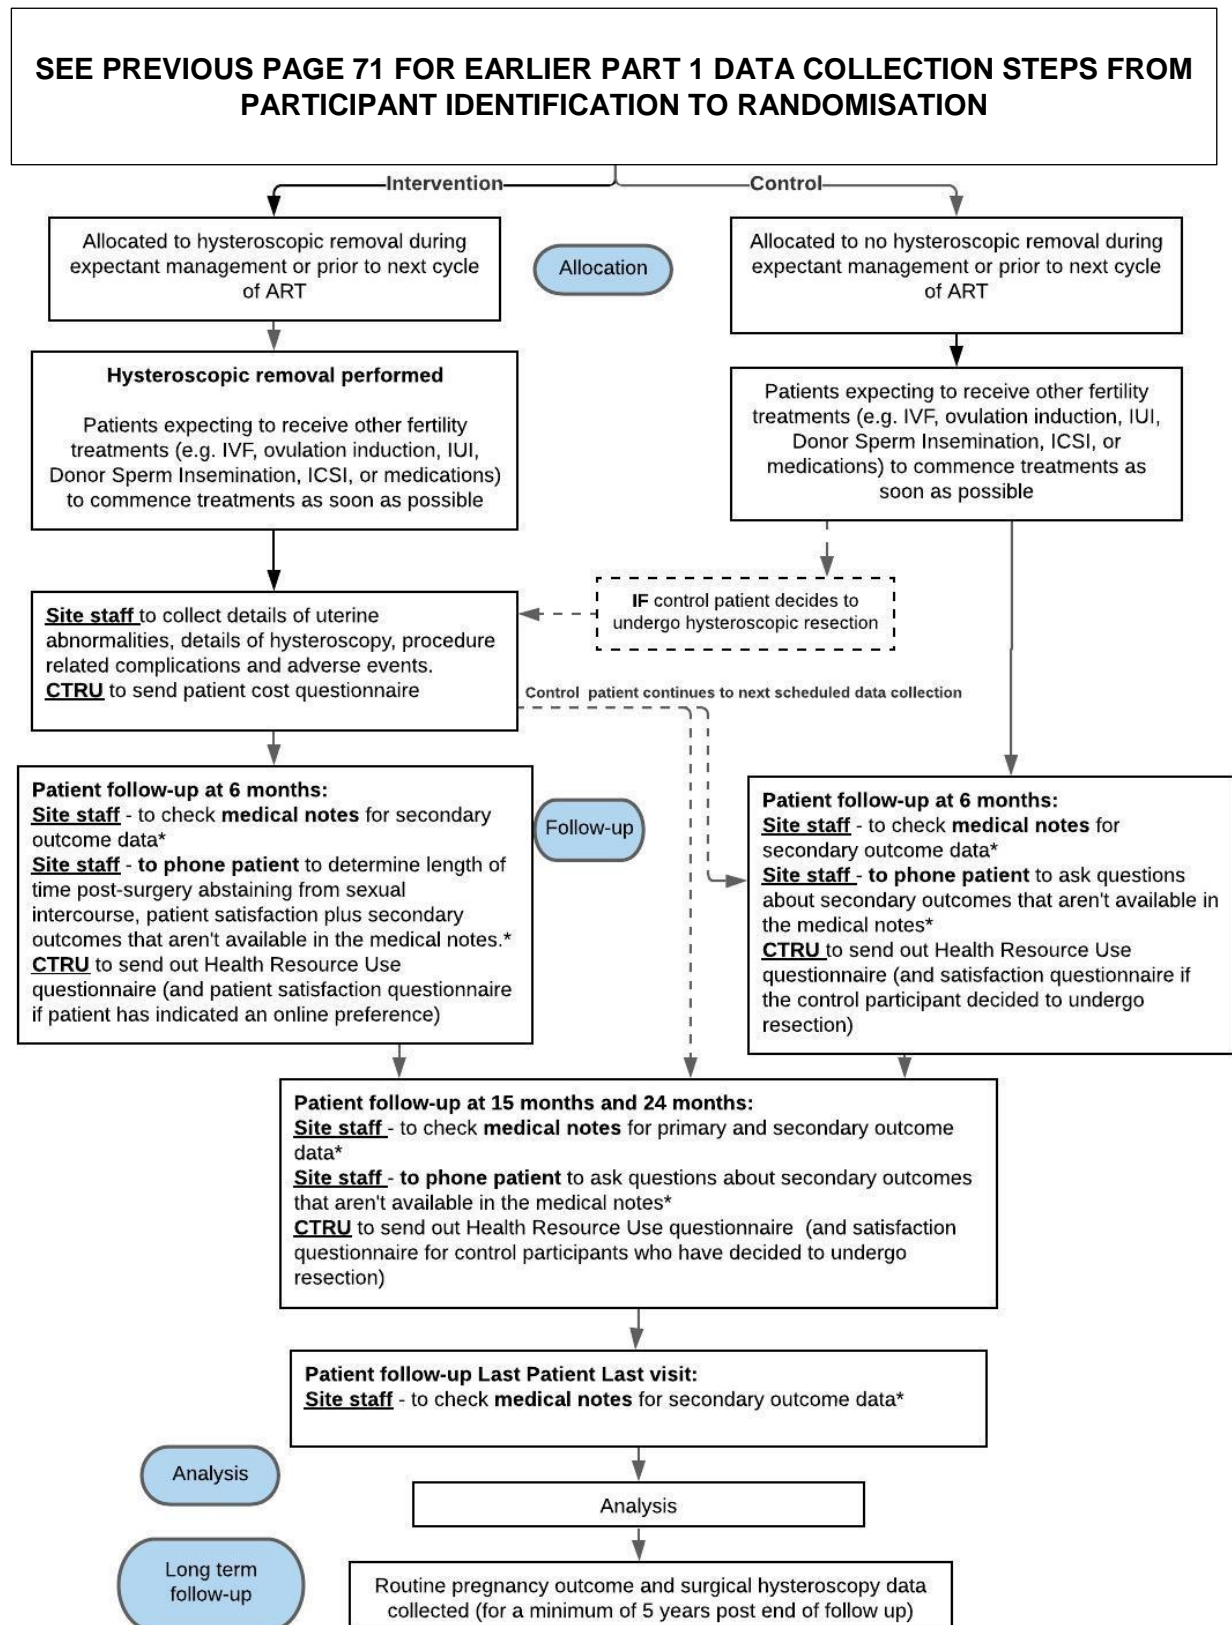 SEE PREVIOUS PAGE 71 FOR EARLIER PART 1 DATA COLLECTION STEPS FROM
PARTICIPANT IDENTIFICATION TO RANDOMISATION
Intervention
Control
Allocated to hysteroscopic removal during
expectant management or prior to next cycle
of ART
Allocation
Allocated to no hysteroscopic removal during
expectant management or prior to next cycle
of ART
Hysteroscopic removal performed
Patients expecting to receive other fertility
treatments (e.g. IVF, ovulation induction, IUI,
Donor Sperm Insemination, ICSI, or medications)
to commence treatments as soon as possible
Patients expecting to receive other fertility
treatments (e.g. IVF, ovulation induction, IUI,
Donor Sperm Insemination, ICSI, or
medications) to commence treatments as
soon as possible
IF control patient decides to
undergo hysteroscopic resection
Site staff to collect details of uterine
abnormalities, details of hysteroscopy, procedure
related complications and adverse events.
CTRU to send patient cost questionnaire
Control patient continues to next scheduled data collection
Patient follow-up at 6 months:
Site staff - to check medical notes for secondary
outcome data*
Site staff - to phone patient to determine length of
time post-surgery abstaining from sexual
intercourse, patient satisfaction plus secondary
outcomes that aren't available in the medical notes.*
CTRU to send out Health Resource Use
questionnaire (and patient satisfaction questionnaire
if patient has indicated an online preference)
Follow-up
Patient follow-up at 6 months:
Site staff - to check medical notes for
secondary outcome data*
Site staff - to phone patient to ask questions
about secondary outcomes that aren't available in
the medical notes*
CTRU to send out Health Resource Use
questionnaire (and satisfaction questionnaire if
the control participant decided to undergo
resection)
Patient follow-up at 15 months and 24 months:
Site staff - to check medical notes for primary and secondary outcome
data*
Site staff - to phone patient to ask questions about secondary outcomes
that aren't available in the medical notes*
CTRU to send out Health Resource Use questionnaire (and satisfaction
questionnaire for control participants who have decided to undergo
resection)
Patient follow-up Last Patient Last visit:
Site staff - to check medical notes for secondary outcome data*
Analysis
Analysis
Long term
follow-up
Routine pregnancy outcome and surgical hysteroscopy data
collected (for a minimum of 5 years post end of follow up)